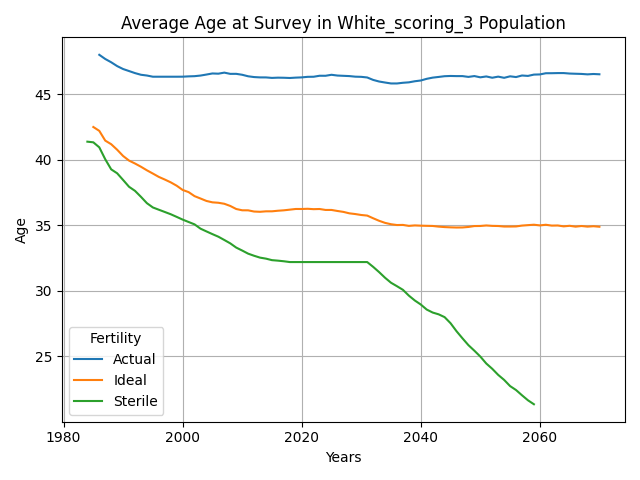 Average Age at Survey in White_scoring_3 Population
Age
45
40
35
30
25
Fertility
Actual
Ideal
Sterile
1980
2000
2020
2040
2060
Years